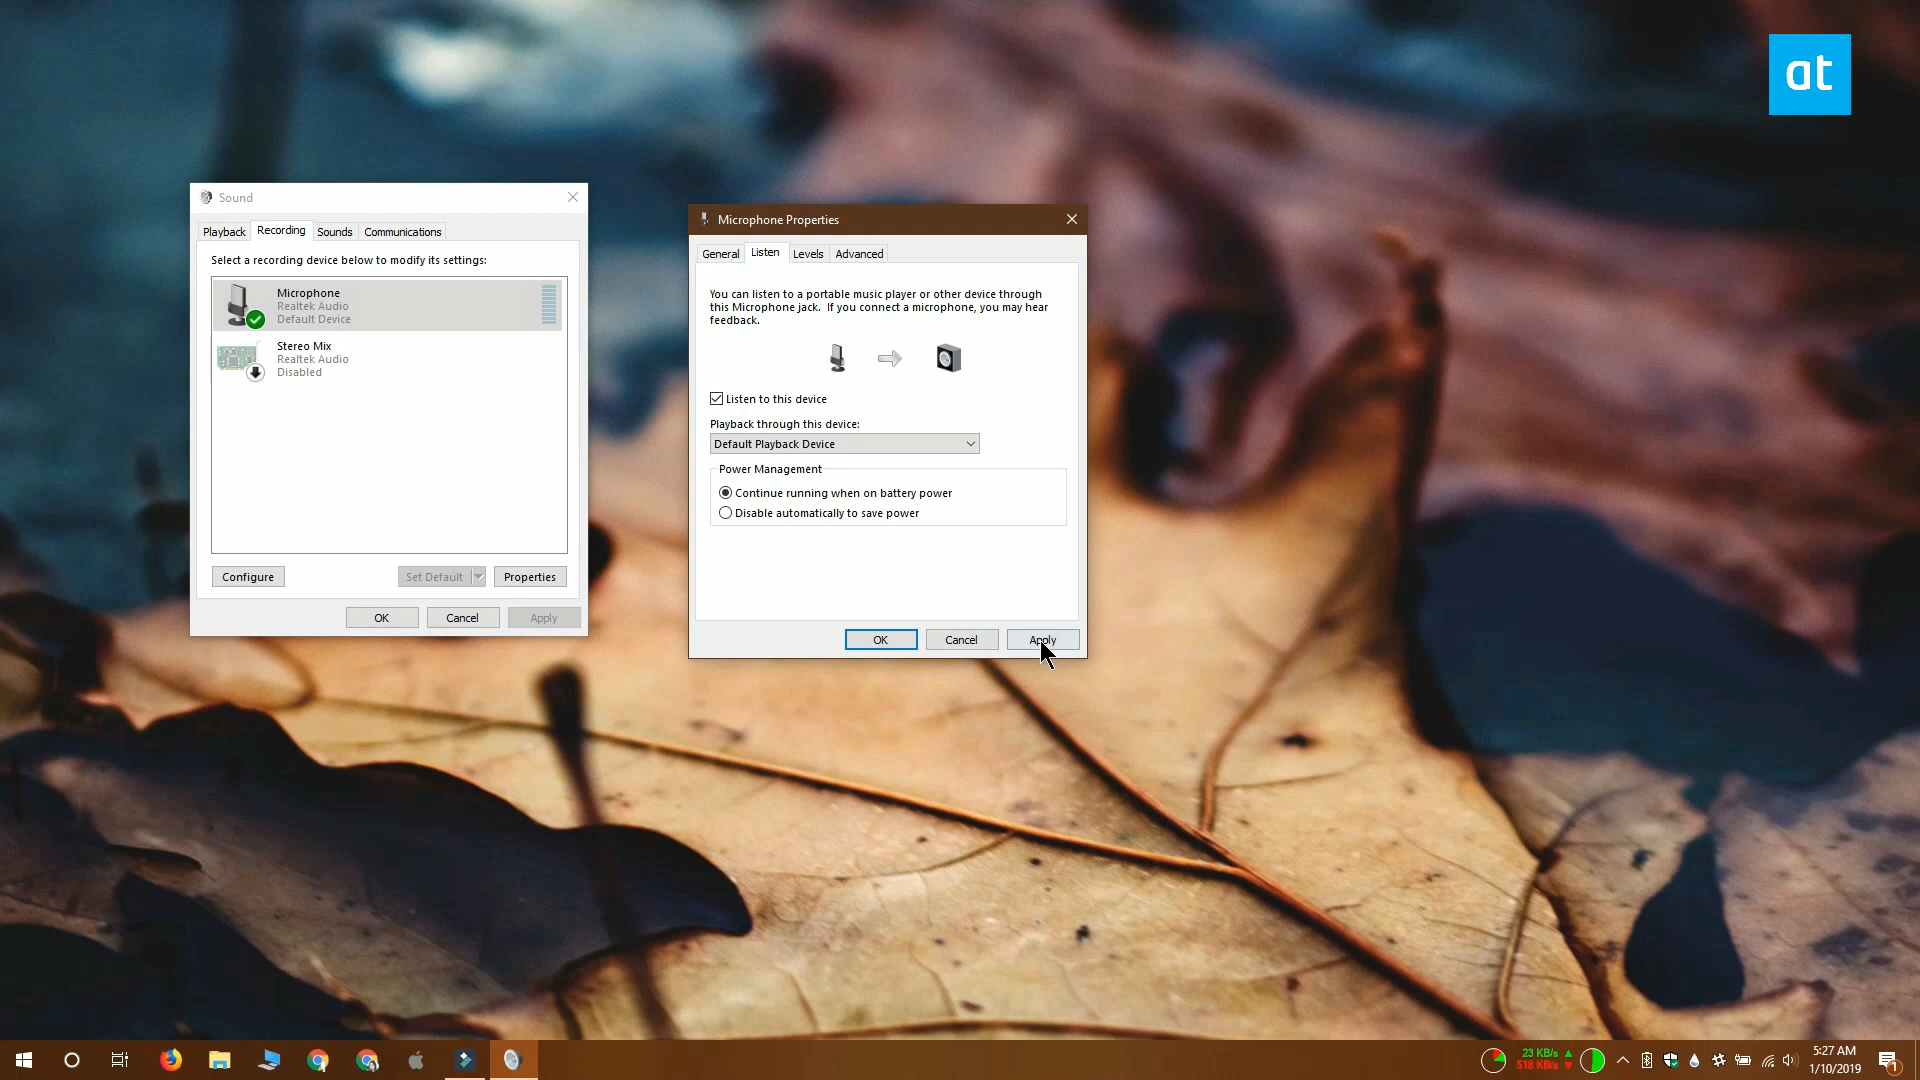 at
Sound
Playback Recording Sounds Communications
Select a recording device below to modify its settings:
Microphone
Realtek Audio
Default Device
Stereo Mix
Realtek Audio
Disabled
Configure Set Default Properties
OK Cancel Apply
Microphone Properties
General Listen Levels Advanced
You can listen to a portable music player or other device through
this Microphone jack.  If you connect a microphone, you may hear
feedback.
Listen to this device
Playback through this device:
Default Playback Device
Power Management
Continue running when on battery power
Disable automatically to save power
OK Cancel Apply
23 KB/s
518 KB/s
5:27 AM
1/10/2019
1